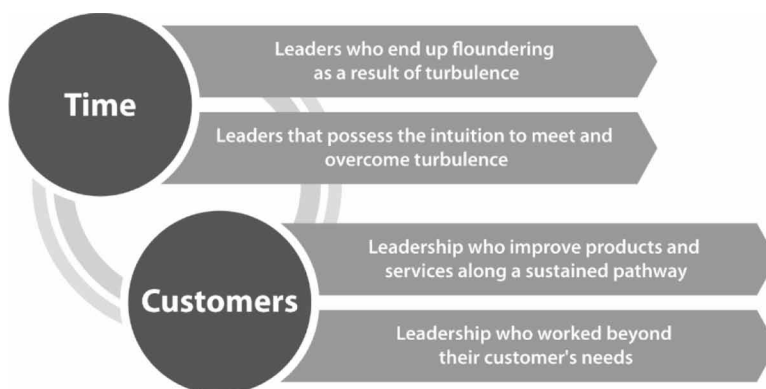 Time
Leaders who end up floundering
as a result of turbulence
Leaders that possess the intuition to meet and
overcome turbulence
Customers
Leadership who improve products and
services along a sustained pathway
Leadership who worked beyond
their customer's needs